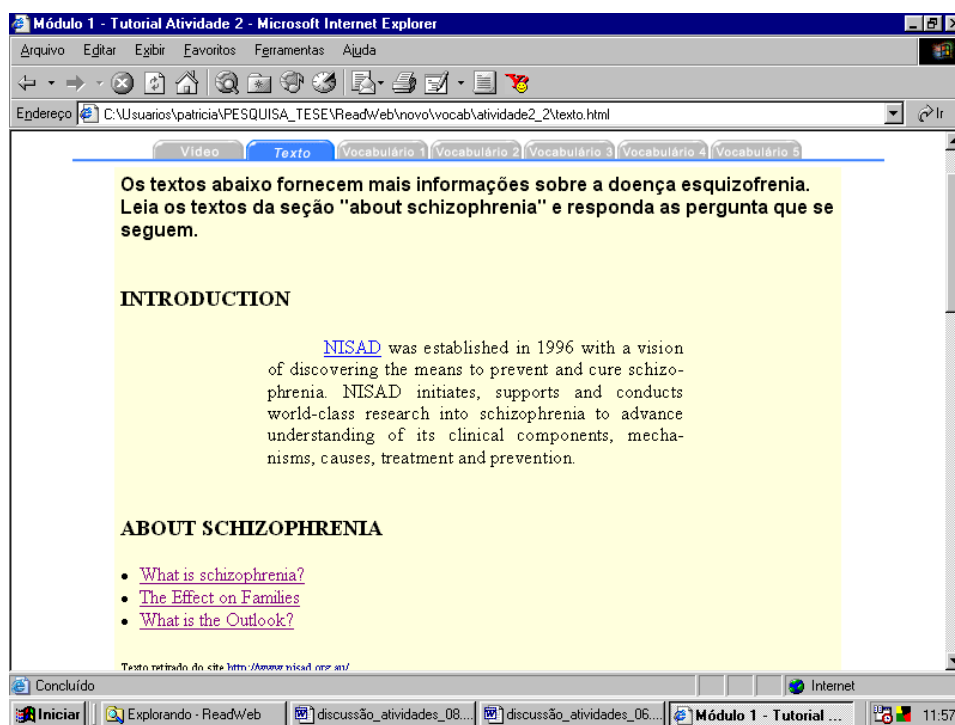 Módulo 1 - Tutorial Atividade 2 - Microsoft Internet Explorer
Arquivo Editar Exibir Favoritos Ferramentas Ajuda
Endereço C:\Usuarios\patricia\PESQUISA_TESE\ReadWeb\novo\vocab\atividade2_2\texto.html Ir
Vídeo Texto Vocabulário 1 Vocabulário 2 Vocabulário 3 Vocabulário 4 Vocabulário 5
Os textos abaixo fornecem mais informações sobre a doença esquizofrenia.
Leia os textos da seção "about schizophrenia" e responda as pergunta que se
seguem.
INTRODUCTION
NISAD was established in 1996 with a vision
of discovering the means to prevent and cure schizo-
phrenia. NISAD initiates, supports and conducts
world-class research into schizophrenia to advance
understanding of its clinical components, mecha-
nisms, causes, treatment and prevention.
ABOUT SCHIZOPHRENIA
• What is schizophrenia?
• The Effect on Families
• What is the Outlook?
Texto retirado do site http://www.nisad.org.au/
Concluído Internet
Iniciar Explorando - ReadWeb discussão_atividades_08.... discussão_atividades_06.... Módulo 1 - Tutorial ... 11:57